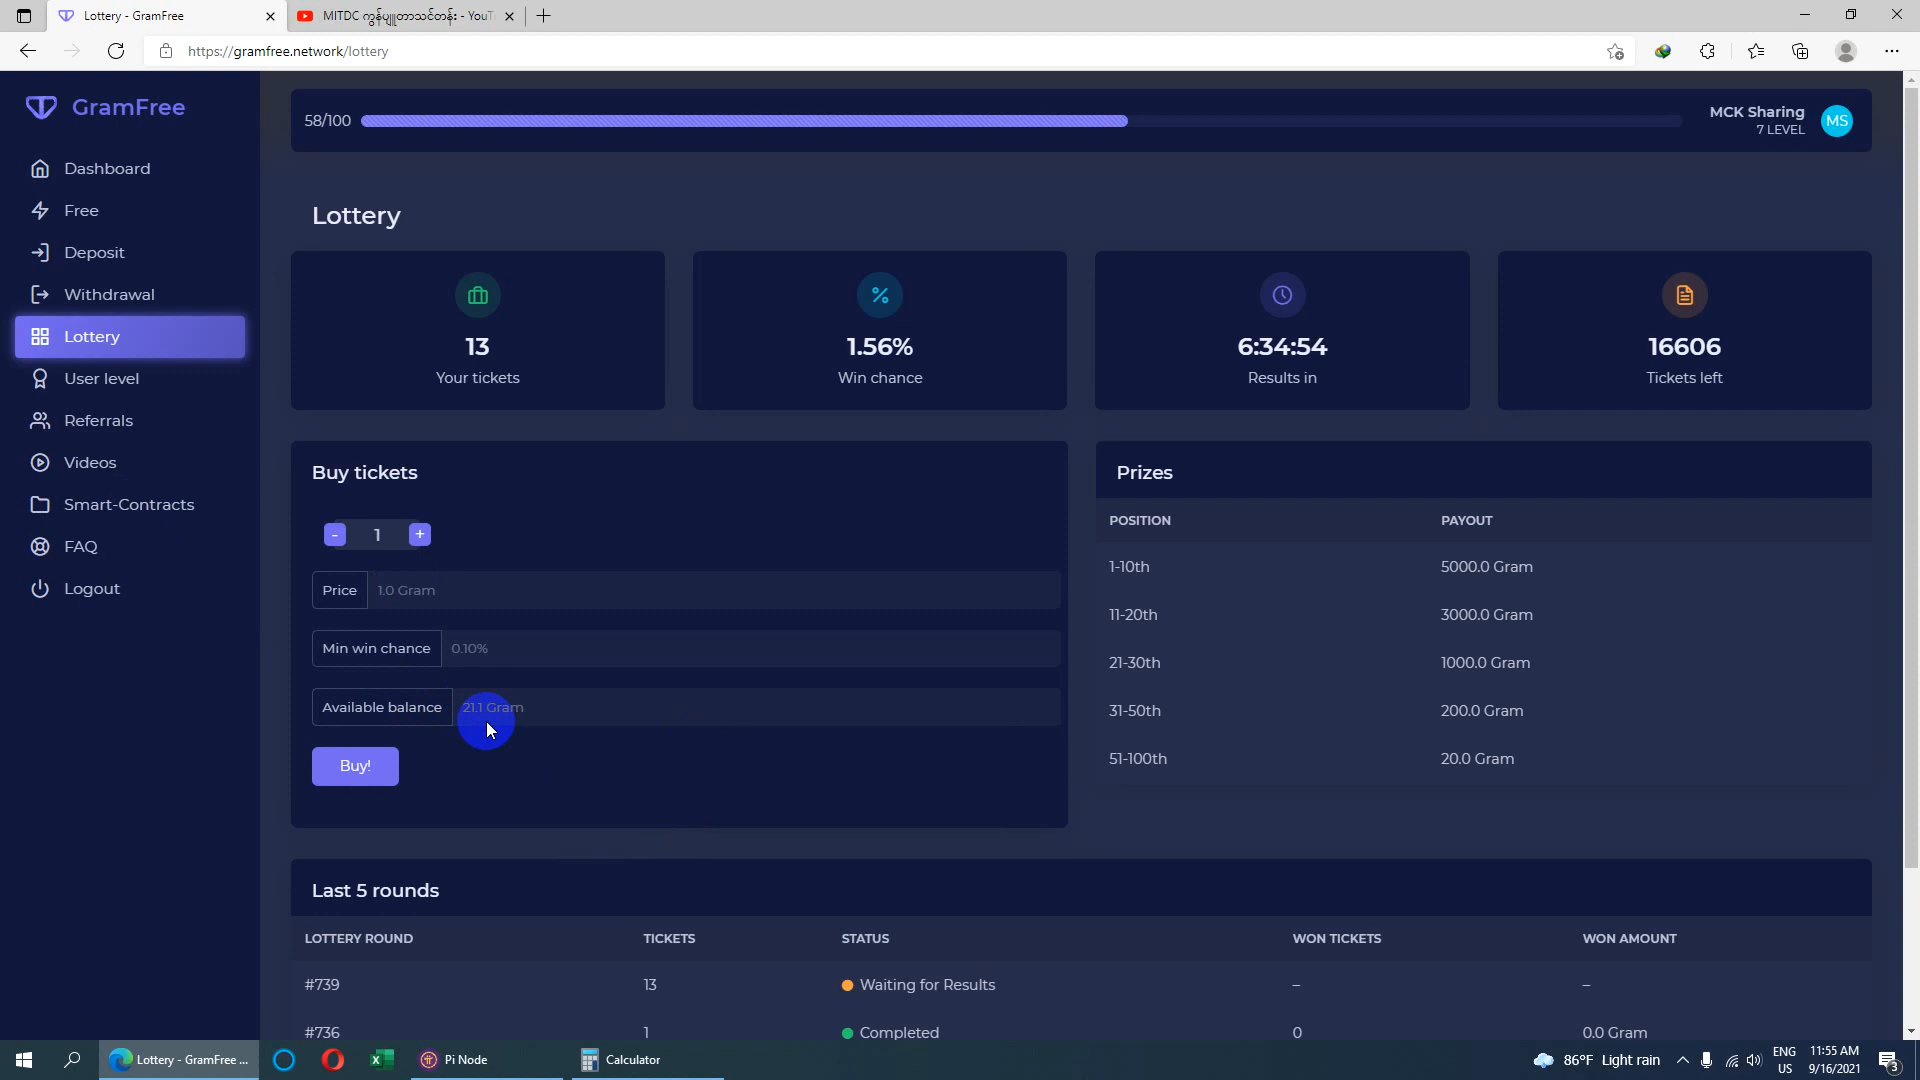 Lottery - GramFree
MITDC ကွန်ပျူတာသင်တန်း - YouT
https://gramfree.network/lottery
GramFree
58/100
MCK Sharing
7 LEVEL
MS
Dashboard
Free
Deposit
Withdrawal
Lottery
User level
Referrals
Videos
Smart-Contracts
FAQ
Logout
Lottery
13
Your tickets
1.56%
Win chance
6:34:54
Results in
16606
Tickets left
Buy tickets
- 1 +
Price 1.0 Gram
Min win chance 0.10%
Available balance 21.1 Gram
Buy!
Prizes
POSITION PAYOUT
1-10th 5000.0 Gram
11-20th 3000.0 Gram
21-30th 1000.0 Gram
31-50th 200.0 Gram
51-100th 20.0 Gram
Last 5 rounds
LOTTERY ROUND TICKETS STATUS WON TICKETS WON AMOUNT
#739 13 Waiting for Results – –
#736 1 Completed 0 0.0 Gram
Lottery - GramFree ...
Pi Node
Calculator
86°F Light rain
ENG
US
11:55 AM
9/16/2021
3